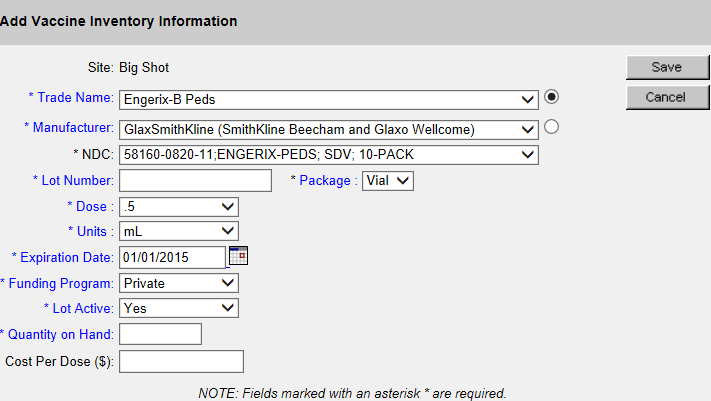 Add Vaccine Inventory Information
Site: Big Shot
Save
* Trade Name: Engerix-B Peds
Cancel
* Manufacturer: GlaxSmithKline (SmithKline Beecham and Glaxo Wellcome)
* NDC: 58160-0820-11;ENGERIX-PEDS; SDV; 10-PACK
* Lot Number: * Package : Vial
* Dose : .5
* Units : mL
* Expiration Date: 01/01/2015
* Funding Program: Private
* Lot Active: Yes
* Quantity on Hand:
Cost Per Dose ($):
NOTE: Fields marked with an asterisk * are required.